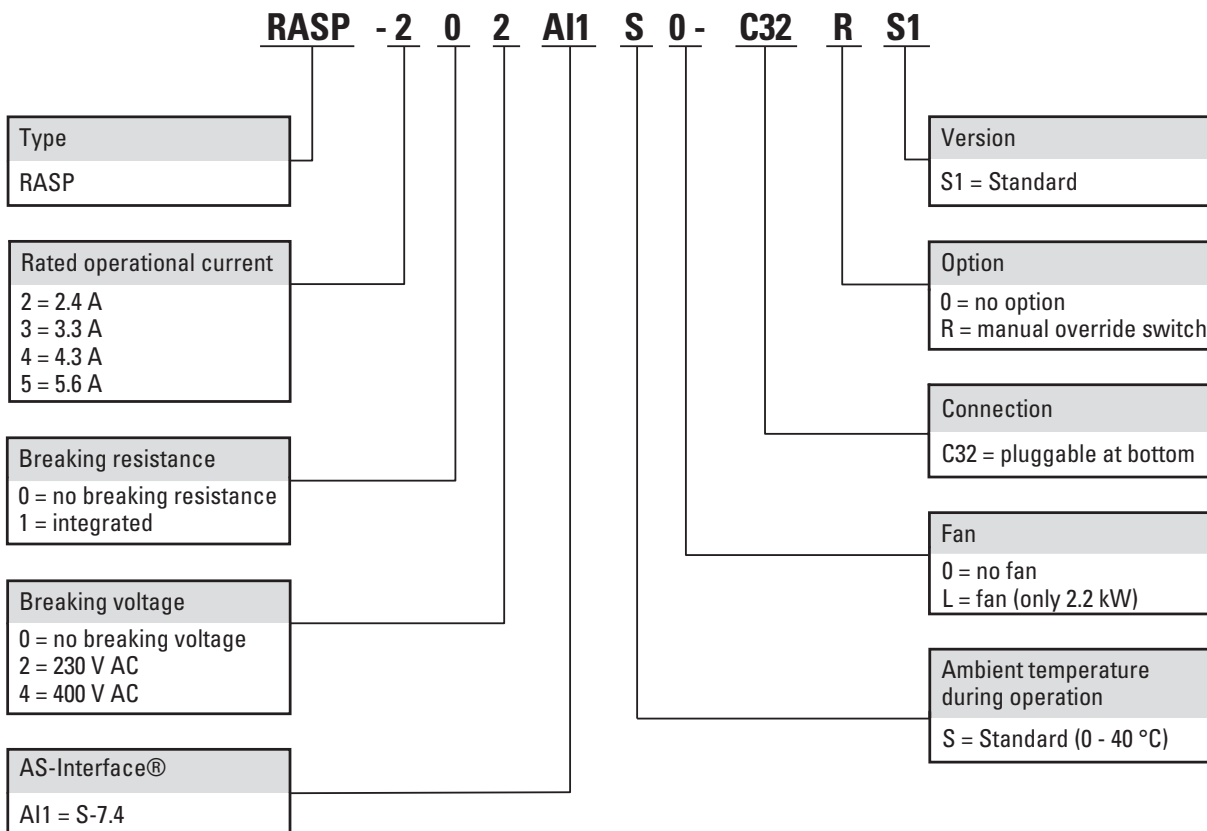 RASP - 2 0 2 AI1 S 0 - C32 R S1
Type
RASP
Rated operational current
2 = 2.4 A
3 = 3.3 A
4 = 4.3 A
5 = 5.6 A
Breaking resistance
0 = no breaking resistance
1 = integrated
Breaking voltage
0 = no breaking voltage
2 = 230 V AC
4 = 400 V AC
AS-Interface®
AI1 = S-7.4
Version
S1 = Standard
Option
0 = no option
R = manual override switch
Connection
C32 = pluggable at bottom
Fan
0 = no fan
L = fan (only 2.2 kW)
Ambient temperature
during operation
S = Standard (0 - 40 °C)